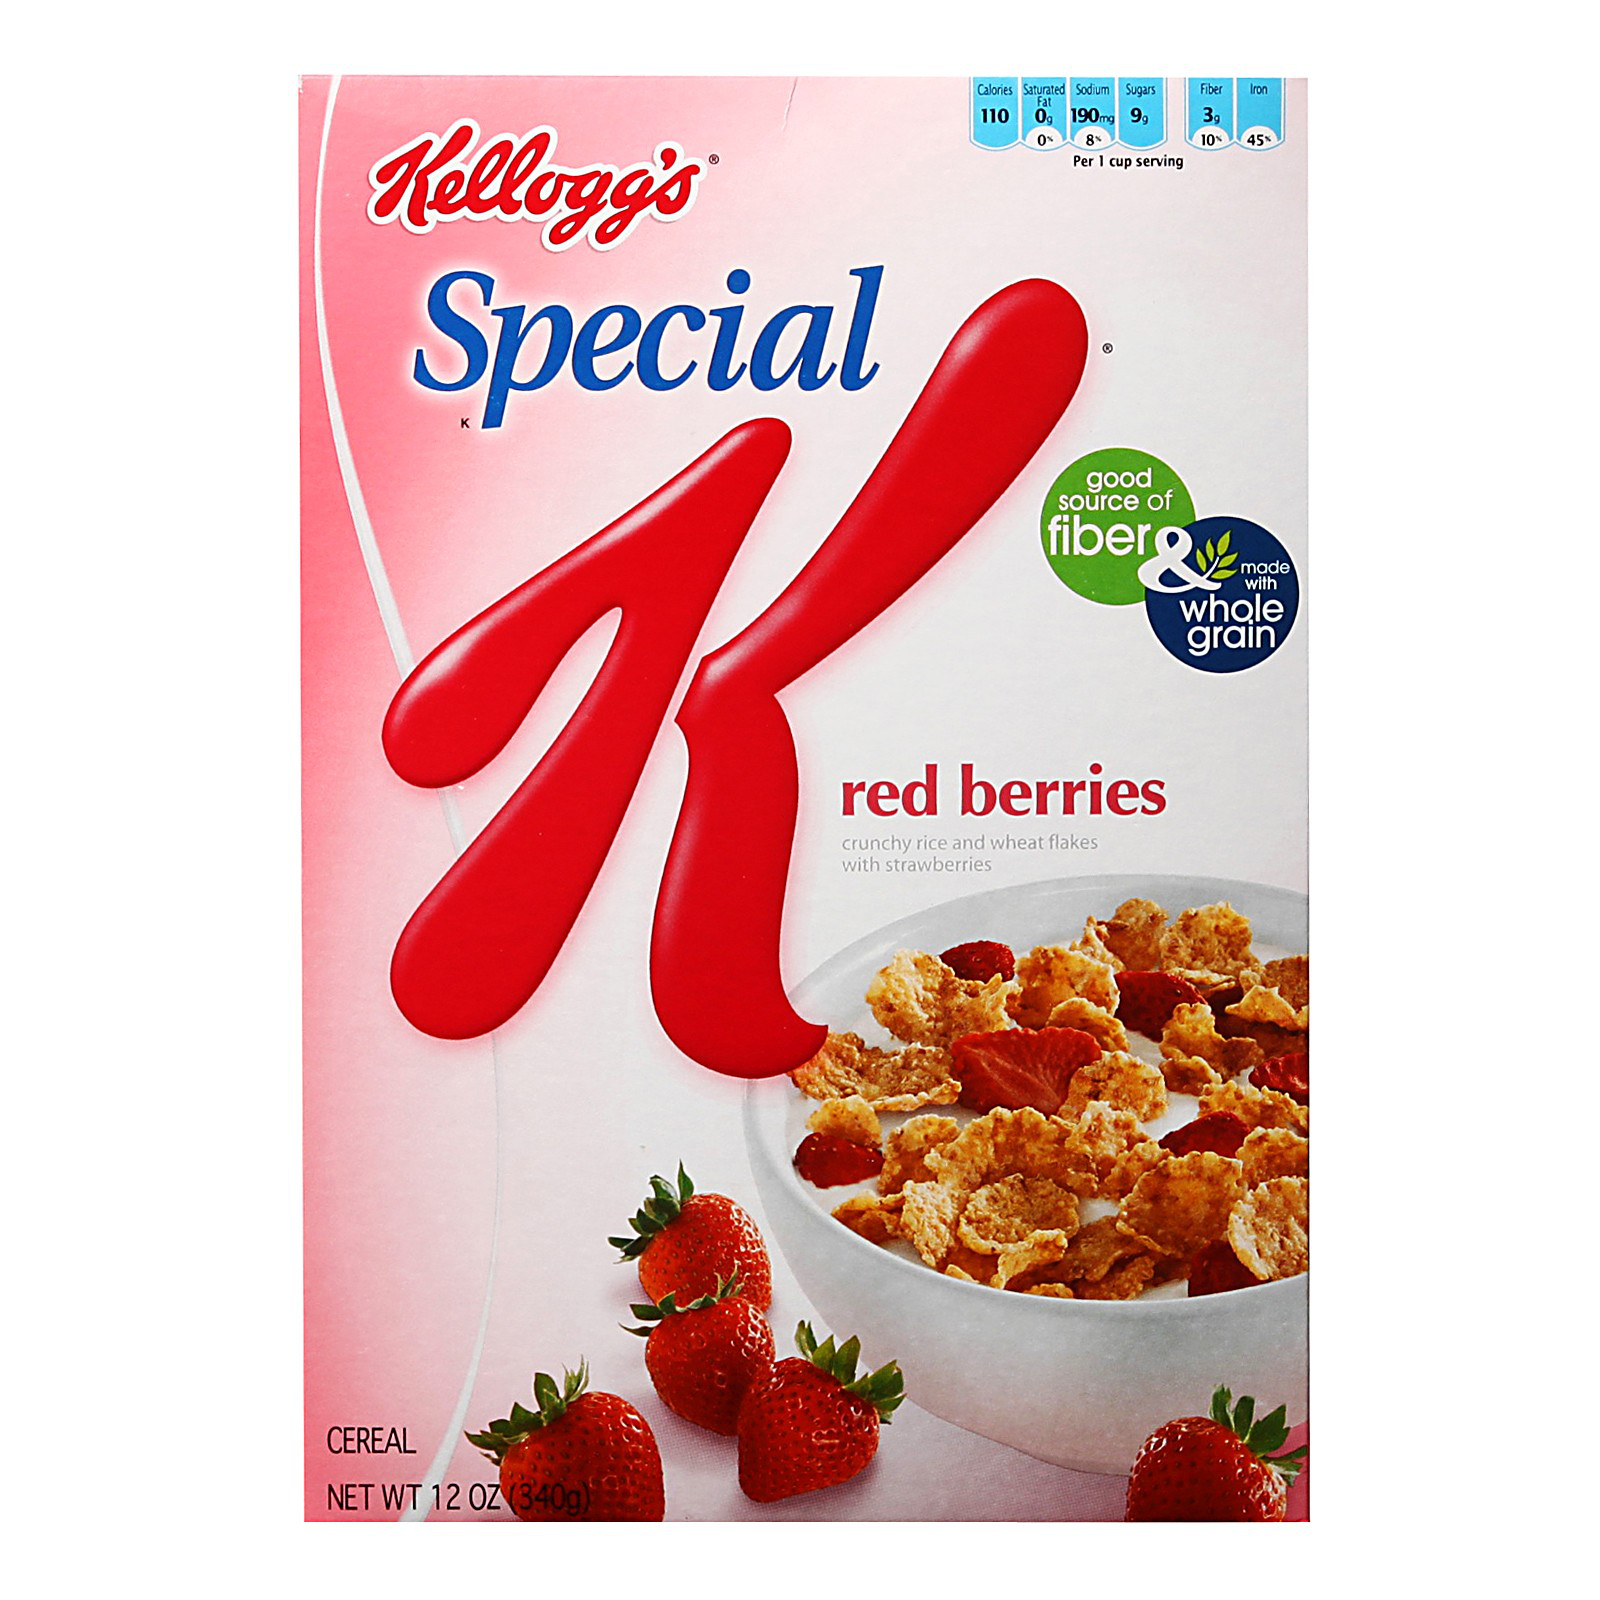 Calories Saturated Fat Sodium Sugars Fiber Iron
110 0g 190mg 9g 3g
0% 8% 10% 45%
Per 1 cup serving
Kellogg's®
Special
K®
K
good
source of
fiber
&
made
with
whole
grain
red berries
crunchy rice and wheat flakes
with strawberries
CEREAL
NET WT 12 OZ (340g)